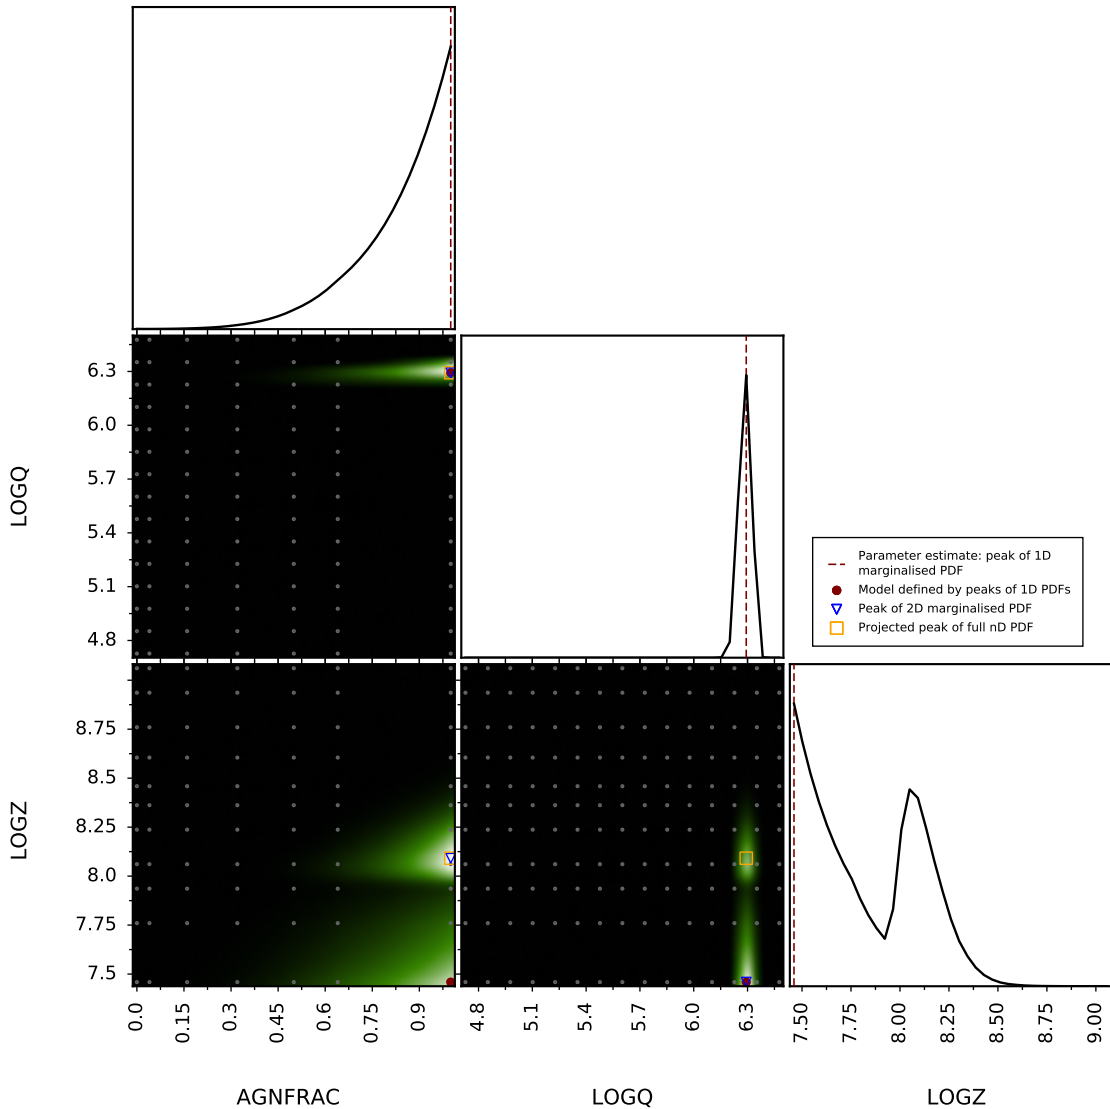 6.3
6.0
5.7
5.4
5.1
4.8
LOGQ
Parameter estimate: peak of 1D
marginalised PDF
Model defined by peaks of 1D PDFs
Peak of 2D marginalised PDF
Projected peak of full nD PDF
8.75
8.5
8.25
8.0
7.75
7.5
LOGZ
0.0 0.15 0.3 0.45 0.6 0.75 0.9
4.8 5.1 5.4 5.7 6.0 6.3
7.50 7.75 8.00 8.25 8.50 8.75 9.00
AGNFRAC
LOGQ
LOGZ